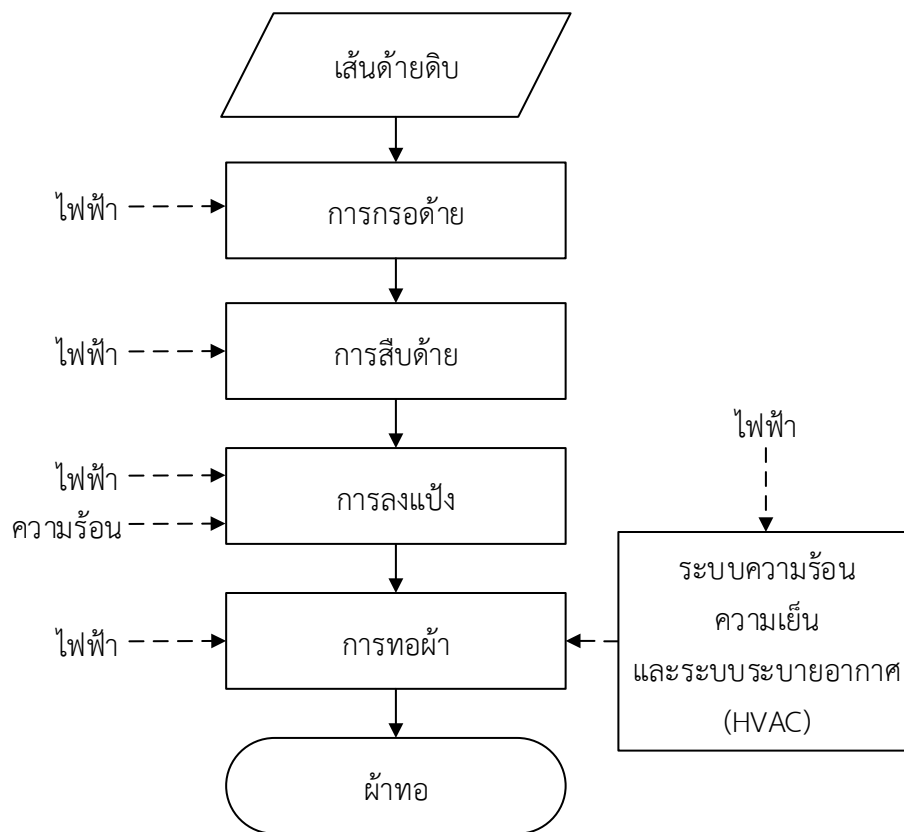 เส้นด้ายดิบ
ไฟฟ้า
การกรอด้าย
ไฟฟ้า
การสืบด้าย
ไฟฟ้า
ไฟฟ้า
ความร้อน
การลงแป้ง
ระบบความร้อน
ความเย็น
และระบบระบายอากาศ
(HVAC)
ไฟฟ้า
การทอผ้า
ผ้าทอ